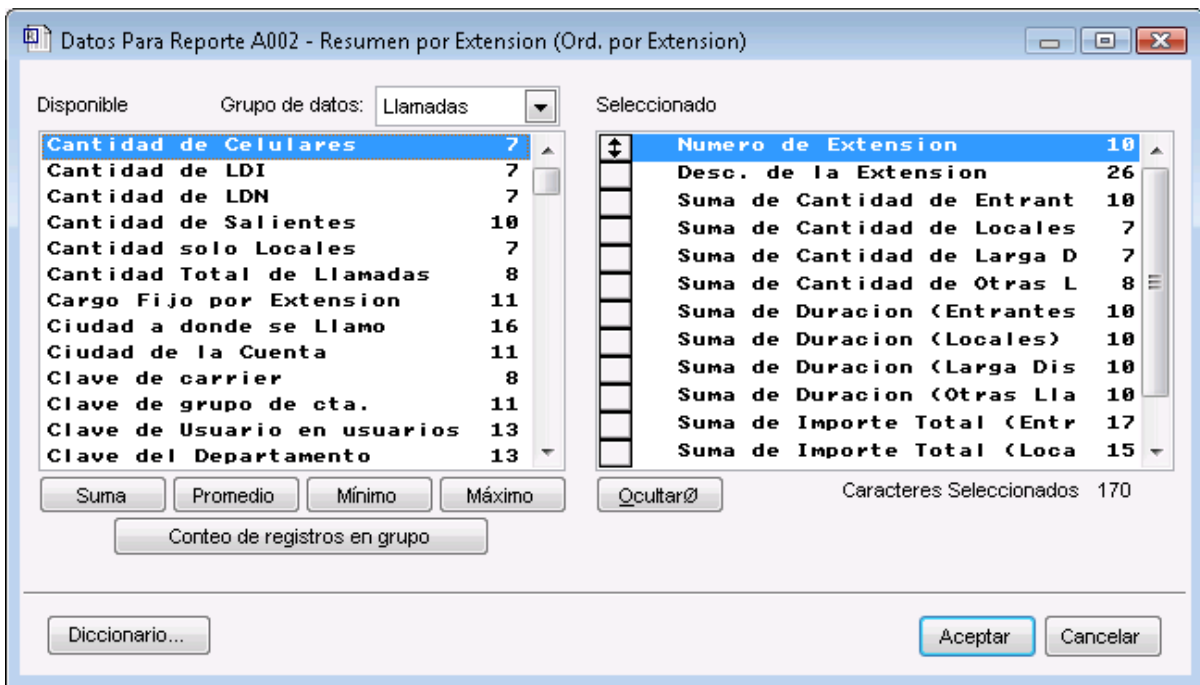 Datos Para Reporte A002 - Resumen por Extension (Ord. por Extension)
Disponible Grupo de datos: Llamadas
Cantidad de Celulares 7
Cantidad de LDI 7
Cantidad de LDN 7
Cantidad de Salientes 10
Cantidad solo Locales 7
Cantidad Total de Llamadas 8
Cargo Fijo por Extension 11
Ciudad a donde se Llamo 16
Ciudad de la Cuenta 11
Clave de carrier 8
Clave de grupo de cta. 11
Clave de Usuario en usuarios 13
Clave del Departamento 13
Suma Promedio Mínimo Máximo
Conteo de registros en grupo
Seleccionado
Numero de Extension 10
Desc. de la Extension 26
Suma de Cantidad de Entrant 10
Suma de Cantidad de Locales 7
Suma de Cantidad de Larga D 7
Suma de Cantidad de Otras L 8
Suma de Duracion (Entrantes 10
Suma de Duracion (Locales) 10
Suma de Duracion (Larga Dis 10
Suma de Duracion (Otras Lla 10
Suma de Importe Total (Entr 17
Suma de Importe Total (Loca 15
OcultarØ Caracteres Seleccionados 170
Diccionario... Aceptar Cancelar